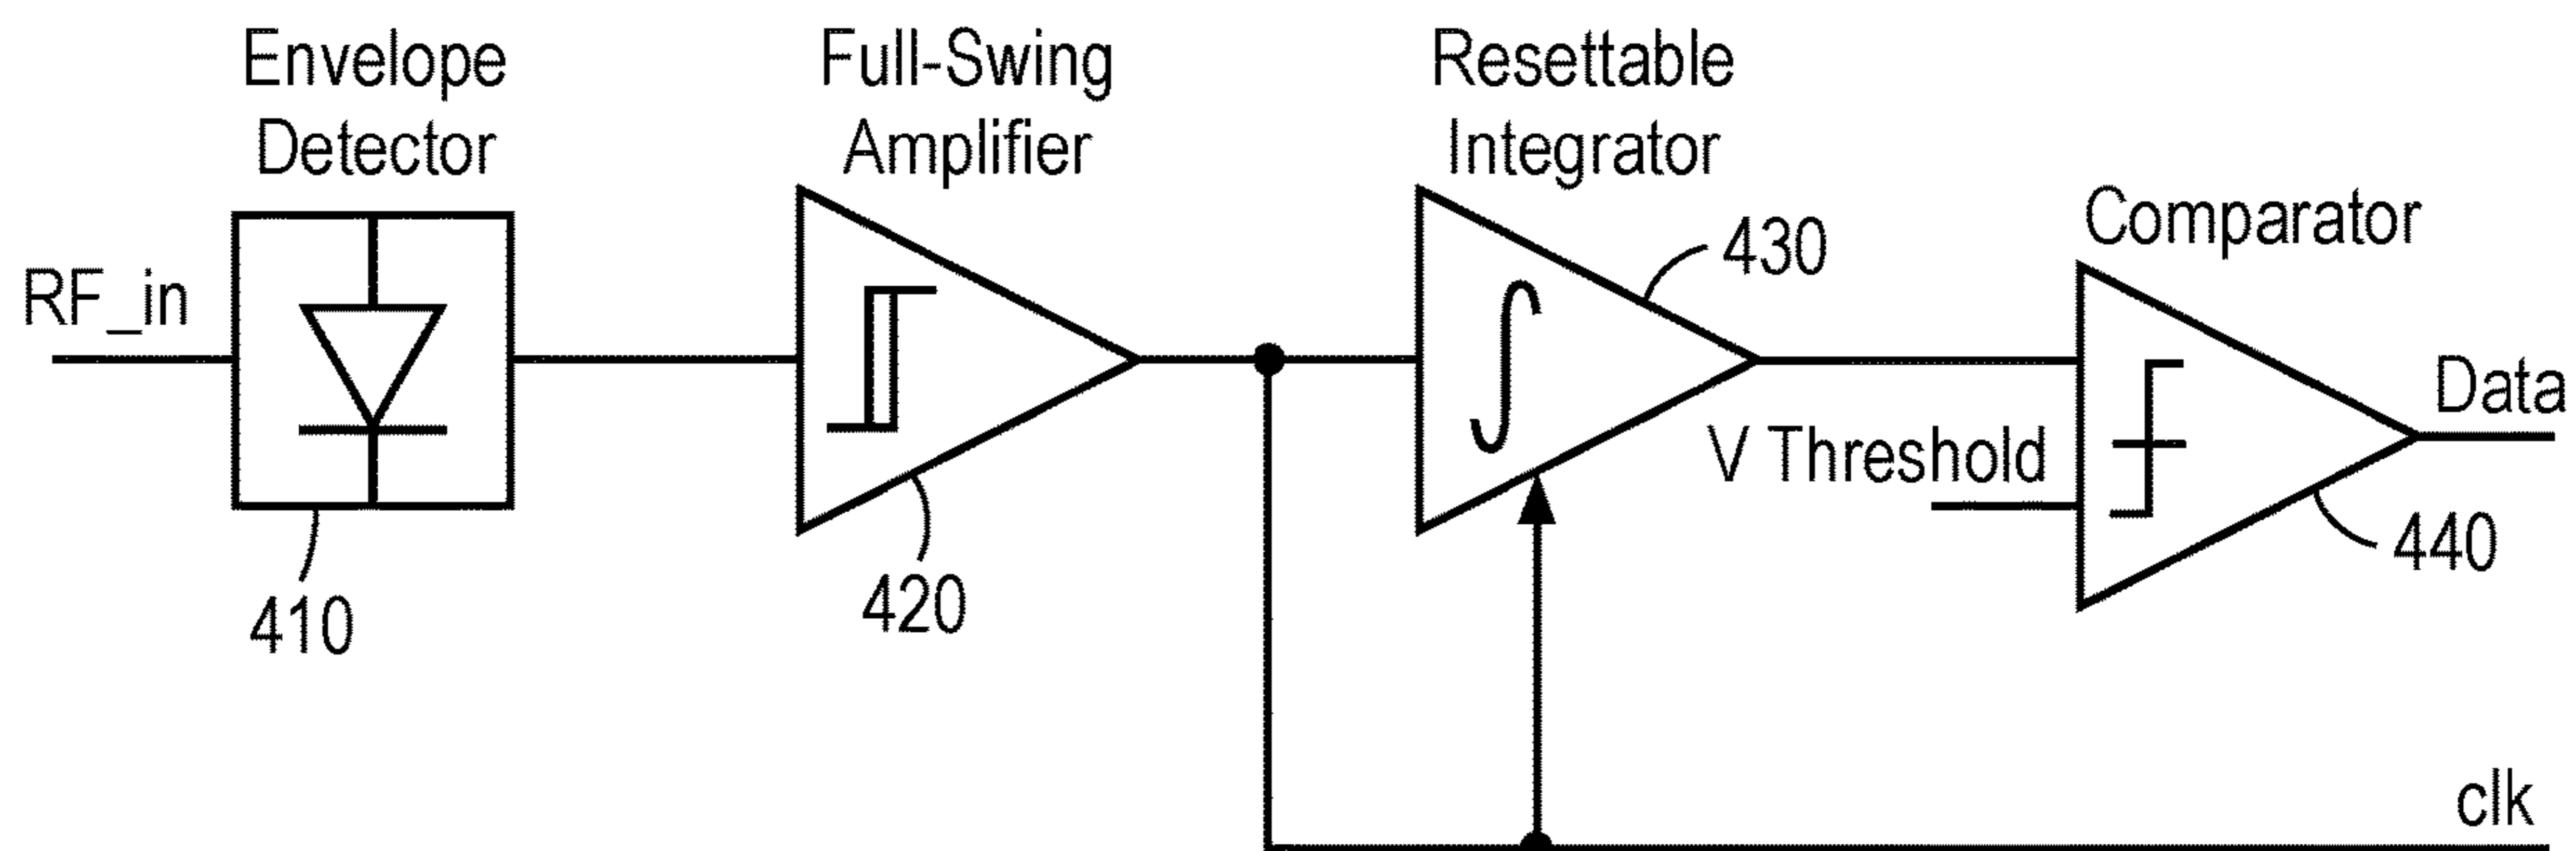 Envelope
Detector
Full-Swing
Amplifier
Resettable
Integrator
Comparator
RF_in
430
V Threshold
Data
410
420
440
clk